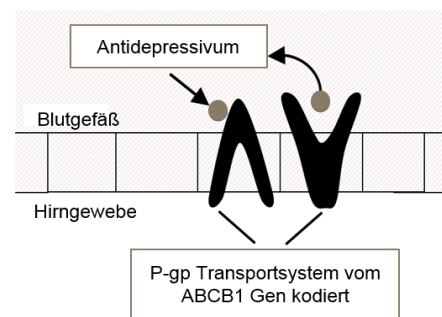 Antidepressivum
Blutgefäß
Hirngewebe
P-gp Transportsystem vom
ABCB1 Gen kodiert